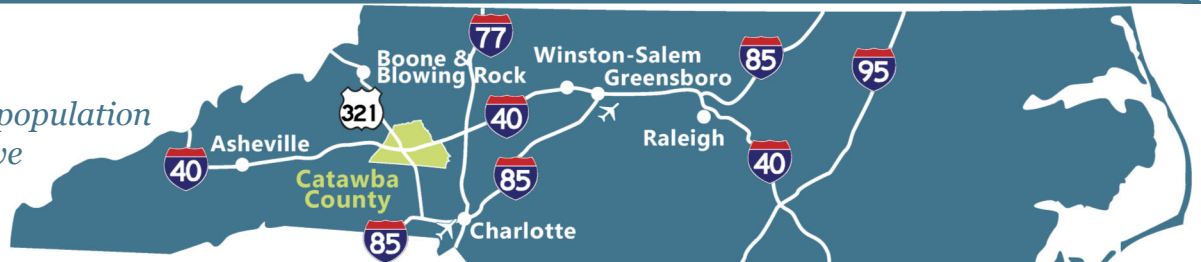 population
ve
77
Boone &
Blowing Rock
Winston-Salem
Greensboro
85
95
321
40
Asheville
40
Raleigh
40
Catawba
County
85
85
Charlotte